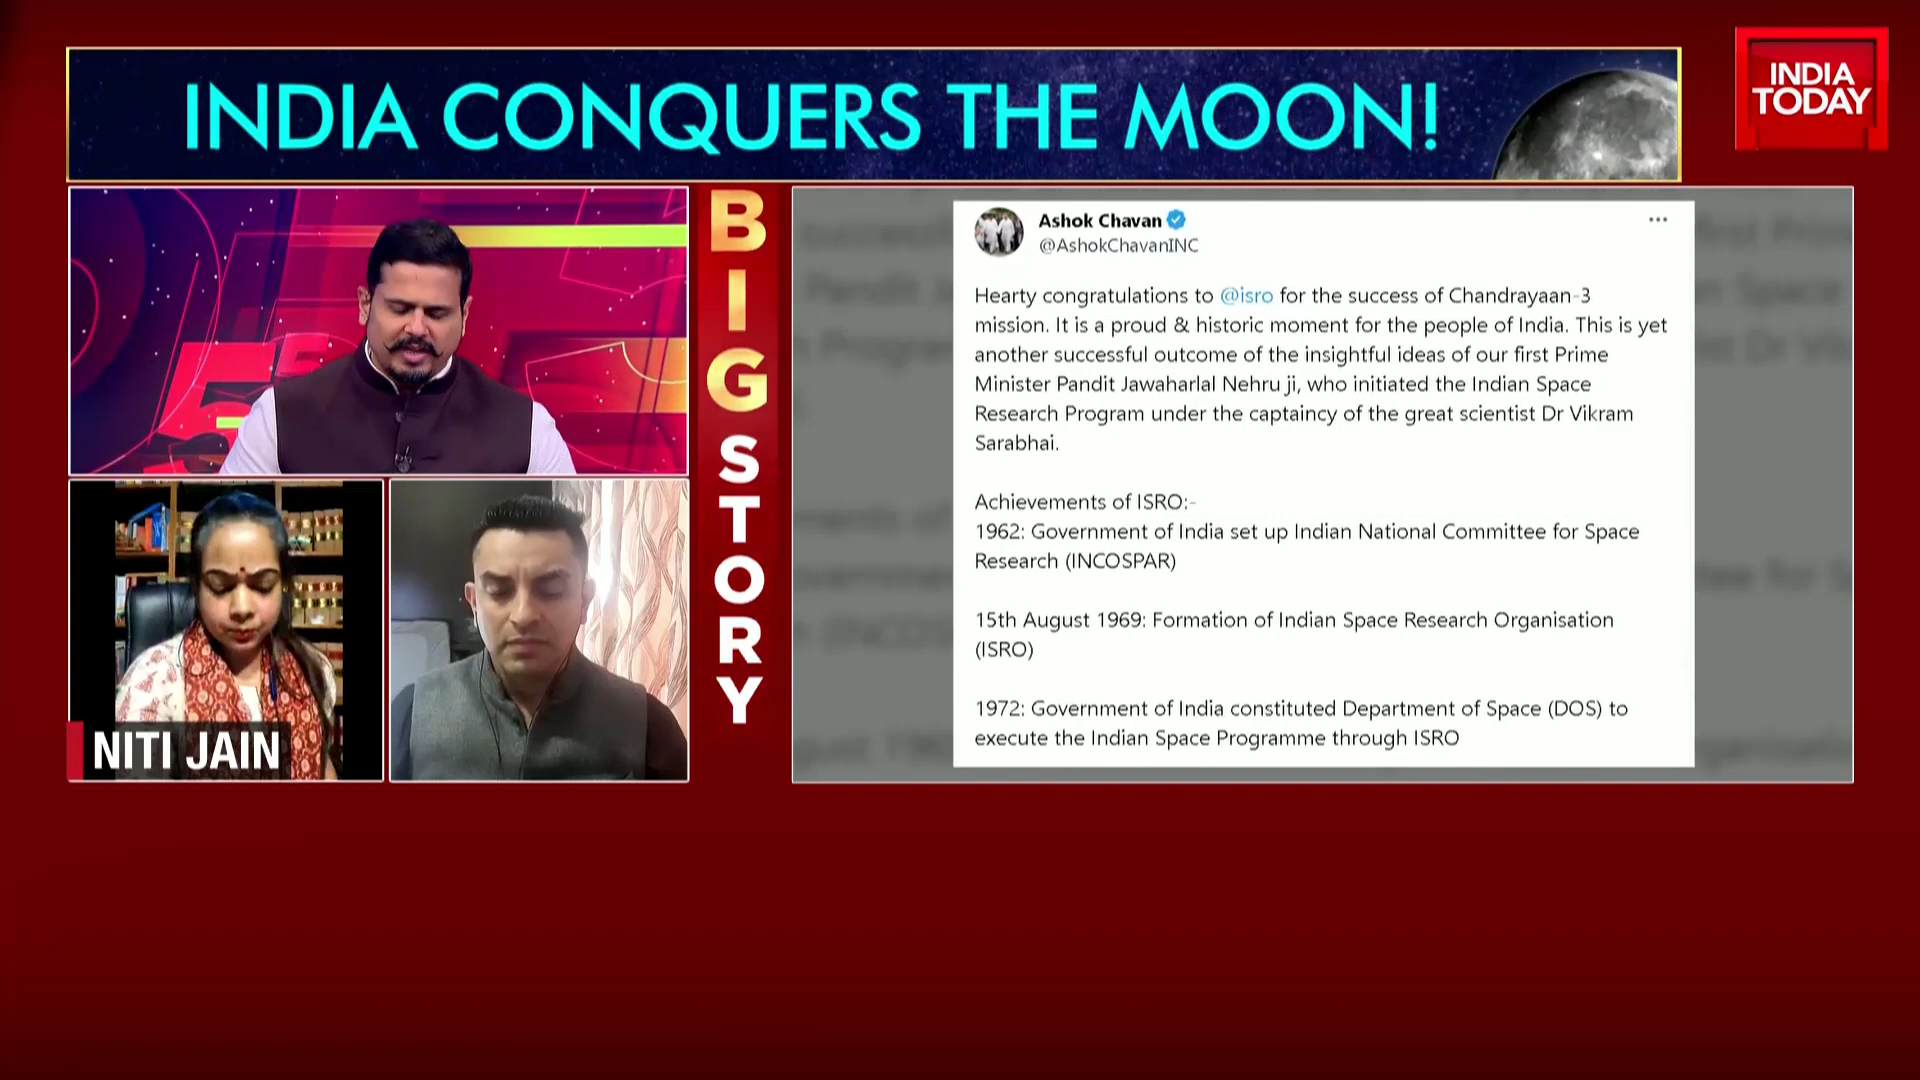 INDIA CONQUERS THE MOON!
INDIA
TODAY
BIG STORY
NITI JAIN
Ashok Chavan
@AshokChavanINC
Hearty congratulations to @isro for the success of Chandrayaan-3
mission. It is a proud & historic moment for the people of India. This is yet
another successful outcome of the insightful ideas of our first Prime
Minister Pandit Jawaharlal Nehru ji, who initiated the Indian Space
Research Program under the captaincy of the great scientist Dr Vikram
Sarabhai.
Achievements of ISRO:-
1962: Government of India set up Indian National Committee for Space
Research (INCOSPAR)
15th August 1969: Formation of Indian Space Research Organisation
(ISRO)
1972: Government of India constituted Department of Space (DOS) to
execute the Indian Space Programme through ISRO